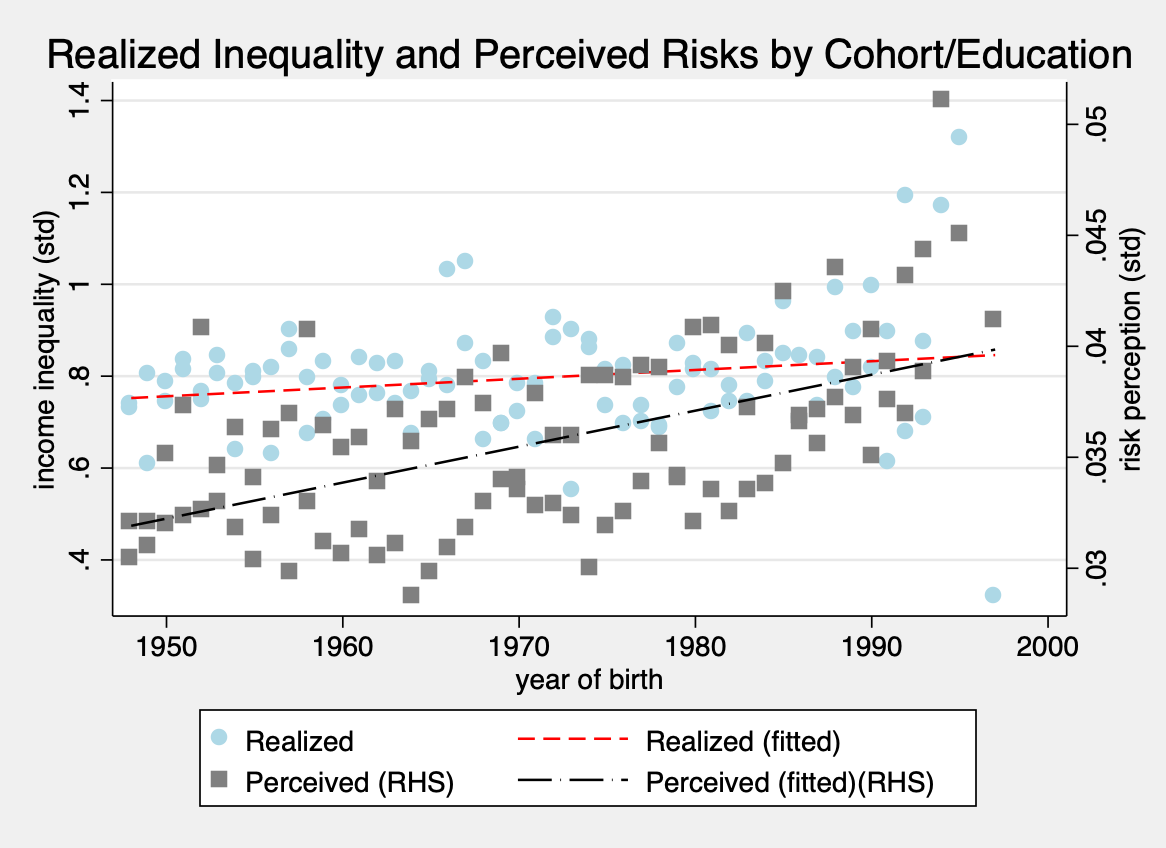 Realized Inequality and Perceived Risks by Cohort/Education
1.4
1.2
1
.8
.6
.4
income inequality (std)
.05
.045
.04
.035
.03
risk perception (std)
1950 1960 1970 1980 1990 2000
year of birth
Realized Realized (fitted)
Perceived (RHS) Perceived (fitted)(RHS)